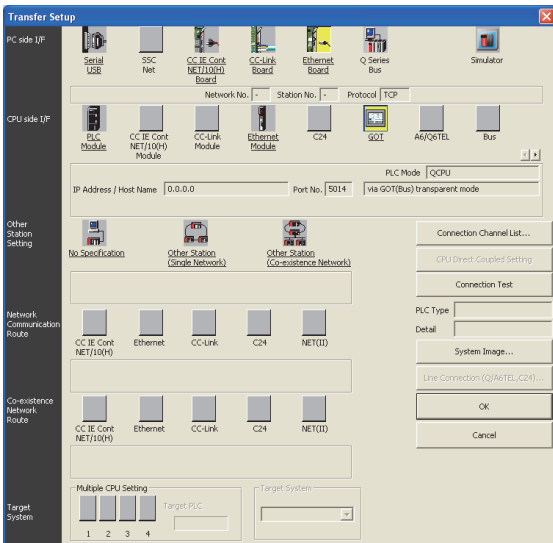 Transfer Setup
PC side I/F
Serial USB
SSC Net
CC IE Cont NET/10(H) Board
CC-Link Board
Ethernet Board
Q Series Bus
Simulator
Network No. - Station No. - Protocol TCP
CPU side I/F
PLC Module
CC IE Cont NET/10(H) Module
CC-Link Module
Ethernet Module
C24
GOT
A6/Q6TEL
Bus
PLC Mode QCPU
IP Address / Host Name 0.0.0.0 Port No. 5014 via GOT(Bus) transparent mode
Other Station Setting
No Specification
Other Station (Single Network)
Other Station (Co-existence Network)
Connection Channel List...
CPU Direct Coupled Setting
Connection Test
PLC Type
Detail
System Image...
Line Connection (Q/A6TEL,C24)...
OK
Cancel
Network Communication Route
CC IE Cont NET/10(H)
Ethernet
CC-Link
C24
NET(II)
Co-existence Network Route
CC IE Cont NET/10(H)
Ethernet
CC-Link
C24
NET(II)
Target System
Multiple CPU Setting
1 2 3 4
Target PLC
Target System